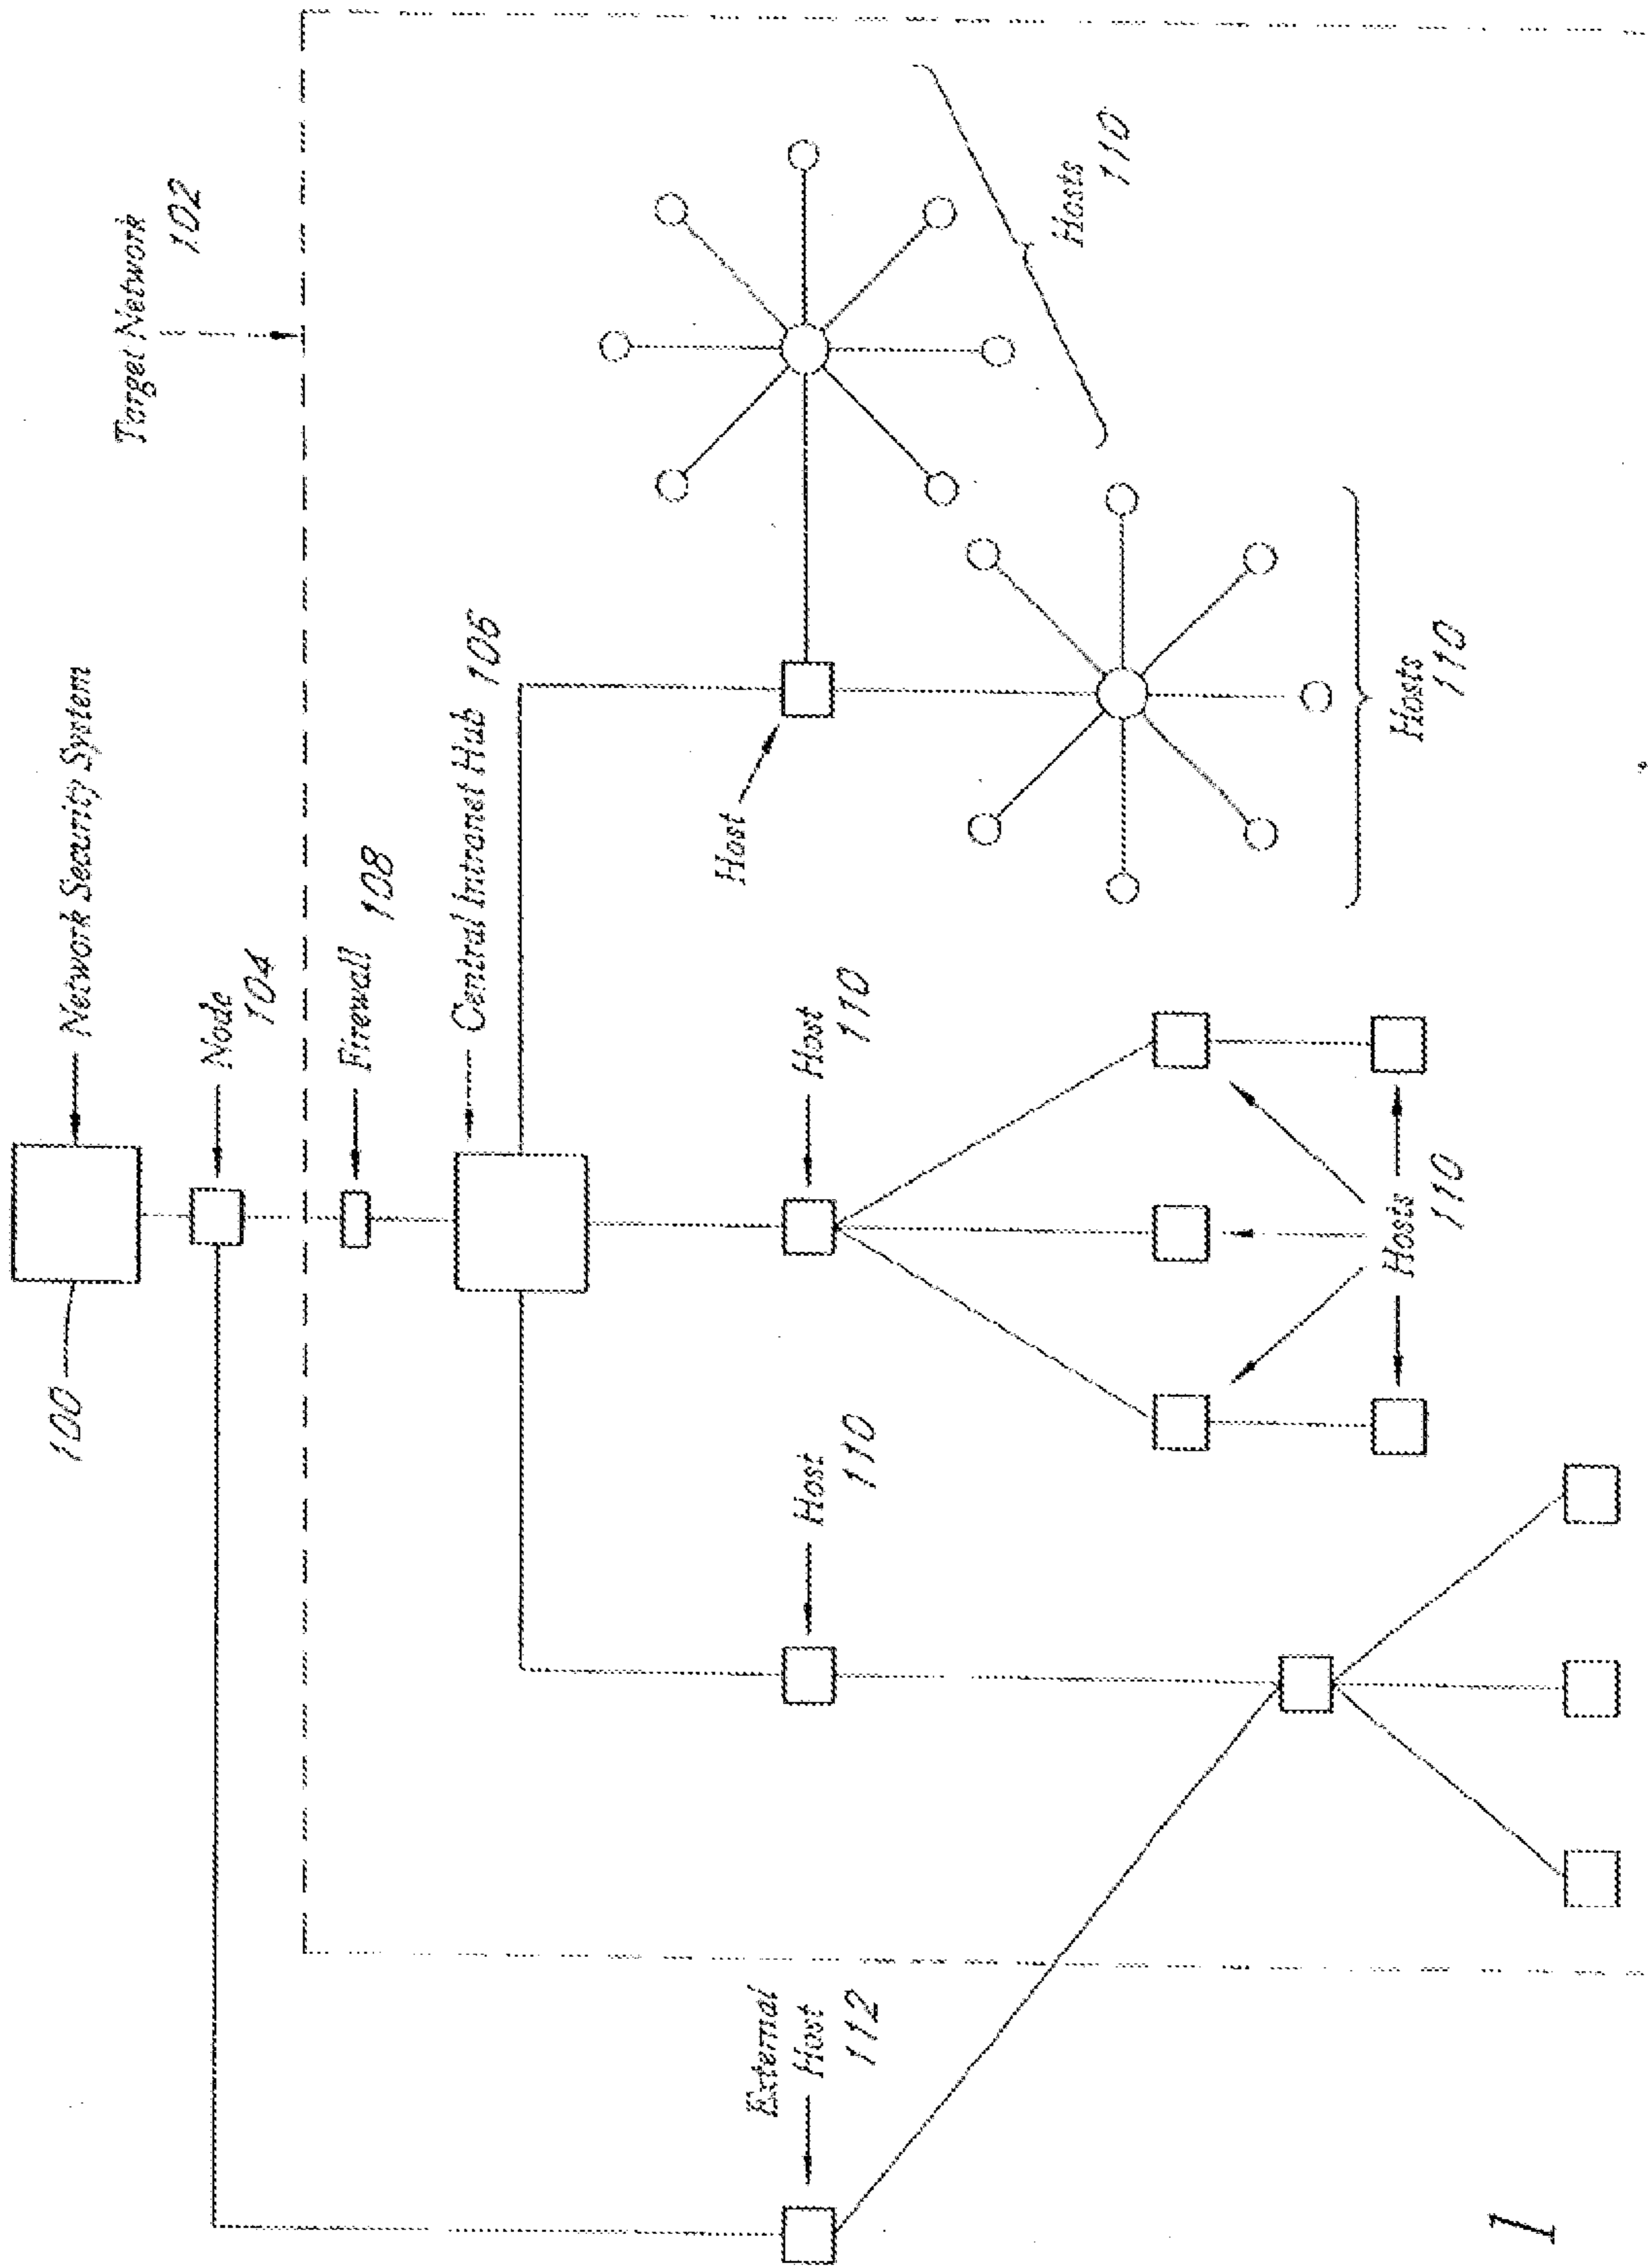 100
Network Security System
Node
104
Target Network
102
Firewall
108
Central Intranet Hub 106
External
Host
112
Host
110
Host
110
Host
Hosts
110
Hosts
110
Hosts
110
1